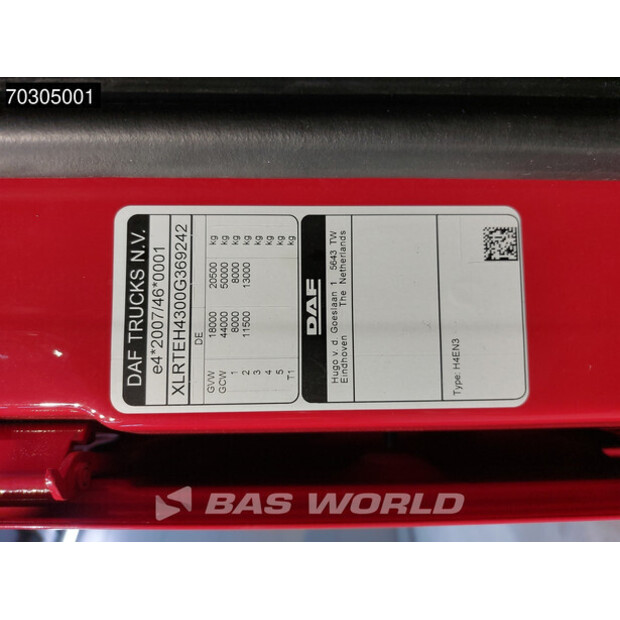 70305001
DAF TRUCKS N.V.
e4*2007/46*0001
XLRTEH4300G369242
DE
GVW 18000 20500 kg
GCW 44000 50000 kg
1 8000 8000 kg
2 11500 13000 kg
3 kg
4 kg
5 kg
T1 kg
DAF
Hugo v. d. Goeslaan 1 5643 TW
Eindhoven The Netherlands
Type: H4EN3
BAS WORLD